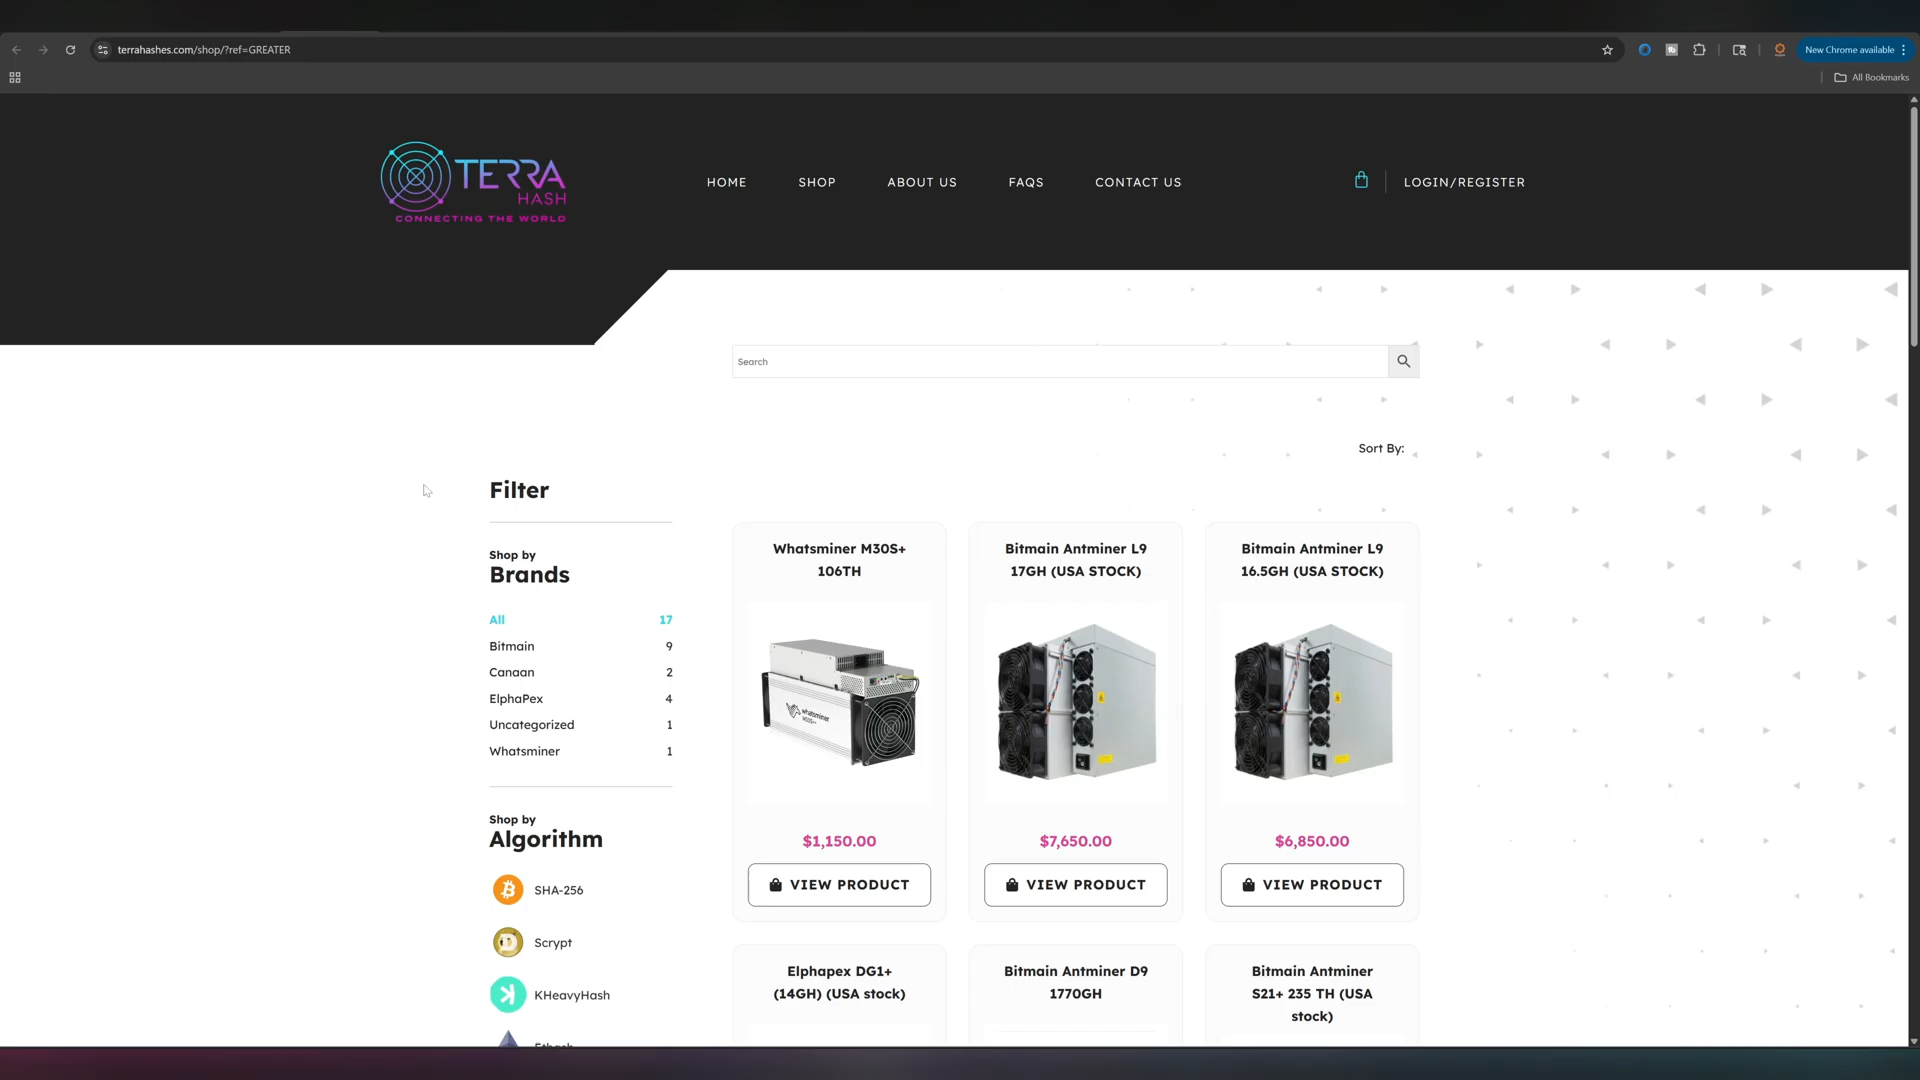 terrahashes.com/shop/?ref=GREATER
New Chrome available
All Bookmarks
TERRA
HASH
CONNECTING THE WORLD
HOME
SHOP
ABOUT US
FAQS
CONTACT US
LOGIN/REGISTER
Search
Sort By:
Filter
Shop by
Brands
All 17
Bitmain 9
Canaan 2
ElphaPex 4
Uncategorized 1
Whatsminer 1
Shop by
Algorithm
SHA-256
Scrypt
KHeavyHash
Ethash
Whatsminer M30S+
106TH
whatsminer
M30S++
$1,150.00
VIEW PRODUCT
Bitmain Antminer L9
17GH (USA STOCK)
$7,650.00
VIEW PRODUCT
Bitmain Antminer L9
16.5GH (USA STOCK)
$6,850.00
VIEW PRODUCT
Elphapex DG1+
(14GH) (USA stock)
Bitmain Antminer D9
1770GH
Bitmain Antminer
S21+ 235 TH (USA
stock)